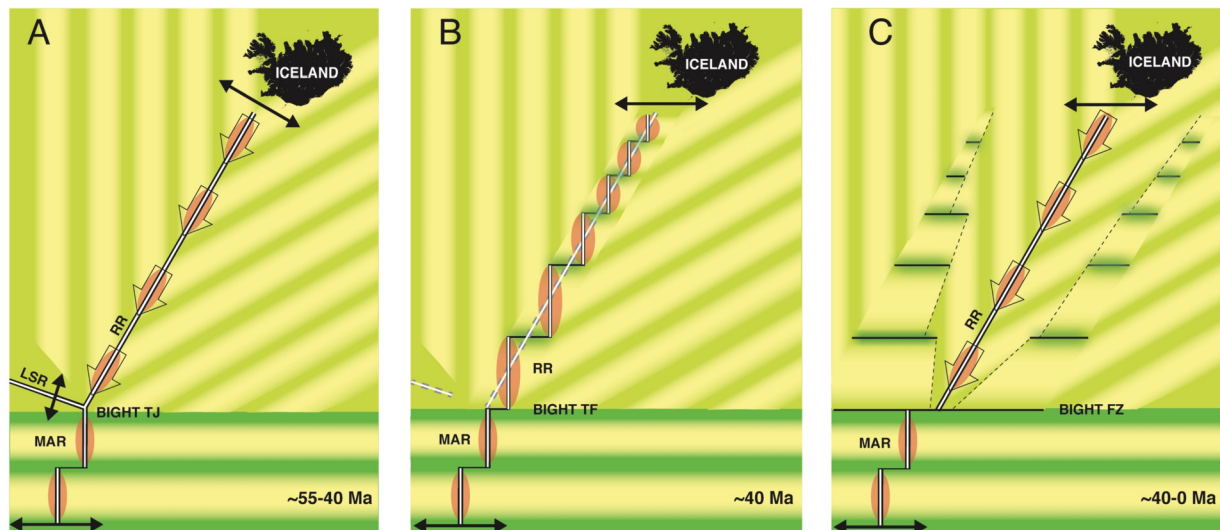 A
ICELAND
RR
LSR
BIGHT TJ
MAR
~55-40 Ma
B
ICELAND
RR
BIGHT TF
MAR
~40 Ma
C
ICELAND
RR
BIGHT FZ
MAR
~40-0 Ma